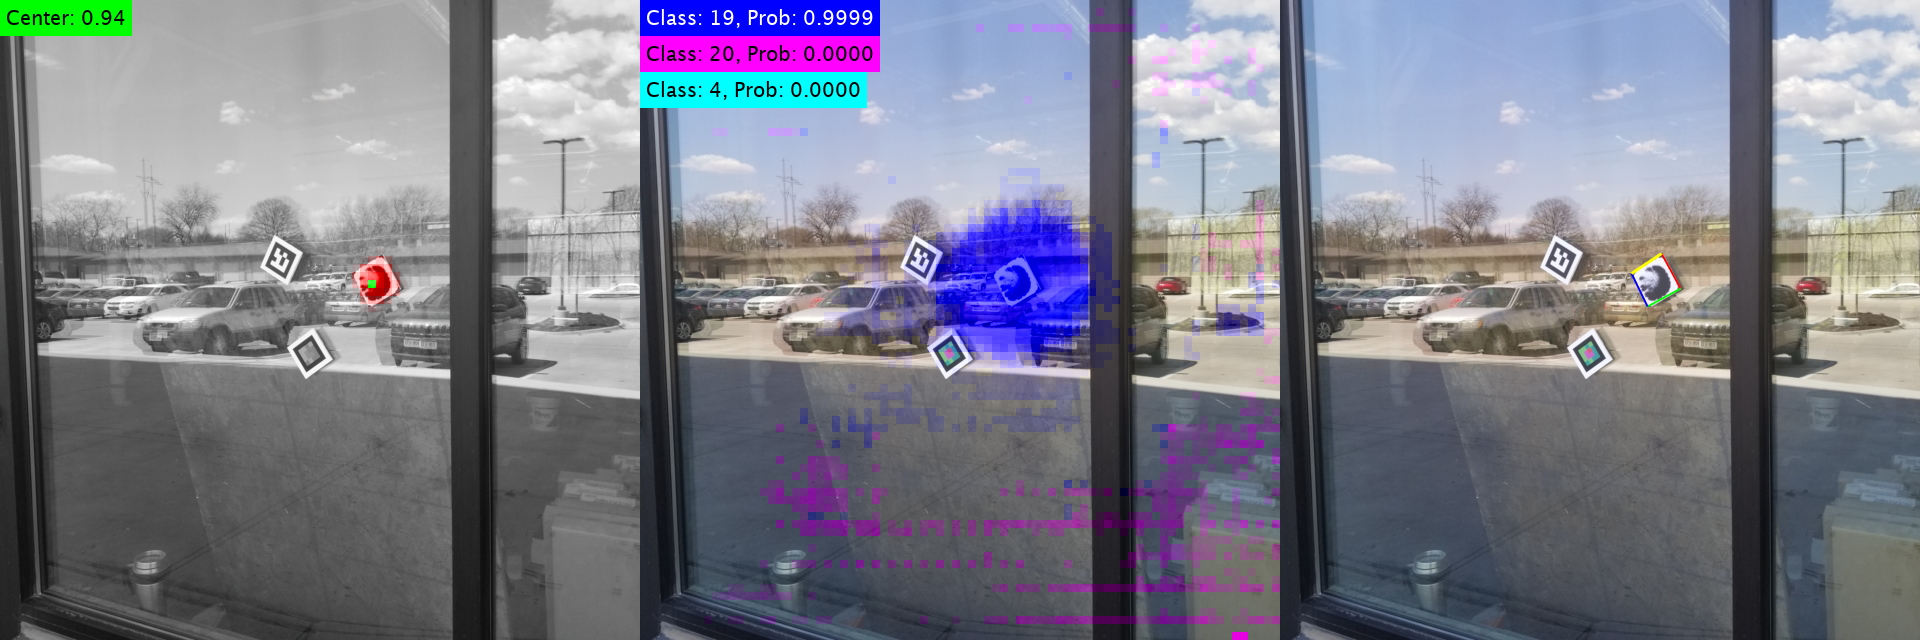 Center: 0.94
Class: 19, Prob: 0.9999
Class: 20, Prob: 0.0000
Class: 4, Prob: 0.0000